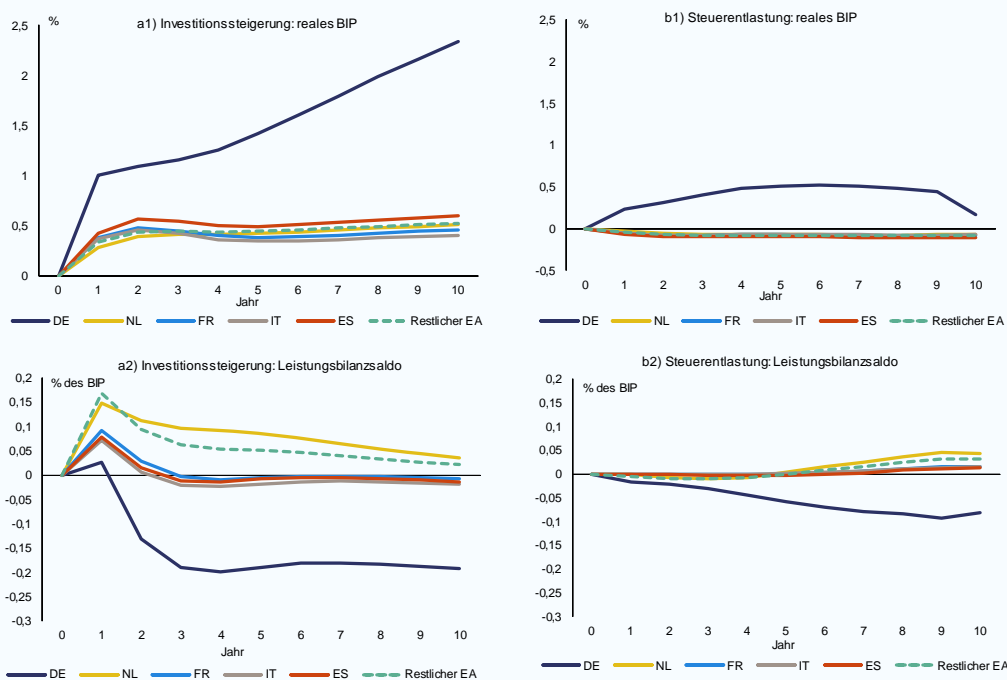 a1) Investitionssteigerung: reales BIP
%
2,5
2
1,5
1
0,5
0
0 1 2 3 4 5 6 7 8 9 10
Jahr
DE NL FR IT ES Restlicher EA
b1) Steuerentlastung: reales BIP
%
2,5
2
1,5
1
0,5
0
-0,5
0 1 2 3 4 5 6 7 8 9 10
Jahr
DE NL FR IT ES Restlicher EA
a2) Investitionssteigerung: Leistungsbilanzsaldo
% des BIP
0,2
0,15
0,1
0,05
0
-0,05
-0,1
-0,15
-0,2
-0,25
-0,3
0 1 2 3 4 5 6 7 8 9 10
Jahr
DE NL FR IT ES Restlicher EA
b2) Steuerentlastung: Leistungsbilanzsaldo
% des BIP
0,2
0,15
0,1
0,05
0
-0,05
-0,1
-0,15
-0,2
-0,25
-0,3
0 1 2 3 4 5 6 7 8 9 10
Jahr
DE NL FR IT ES Restlicher EA